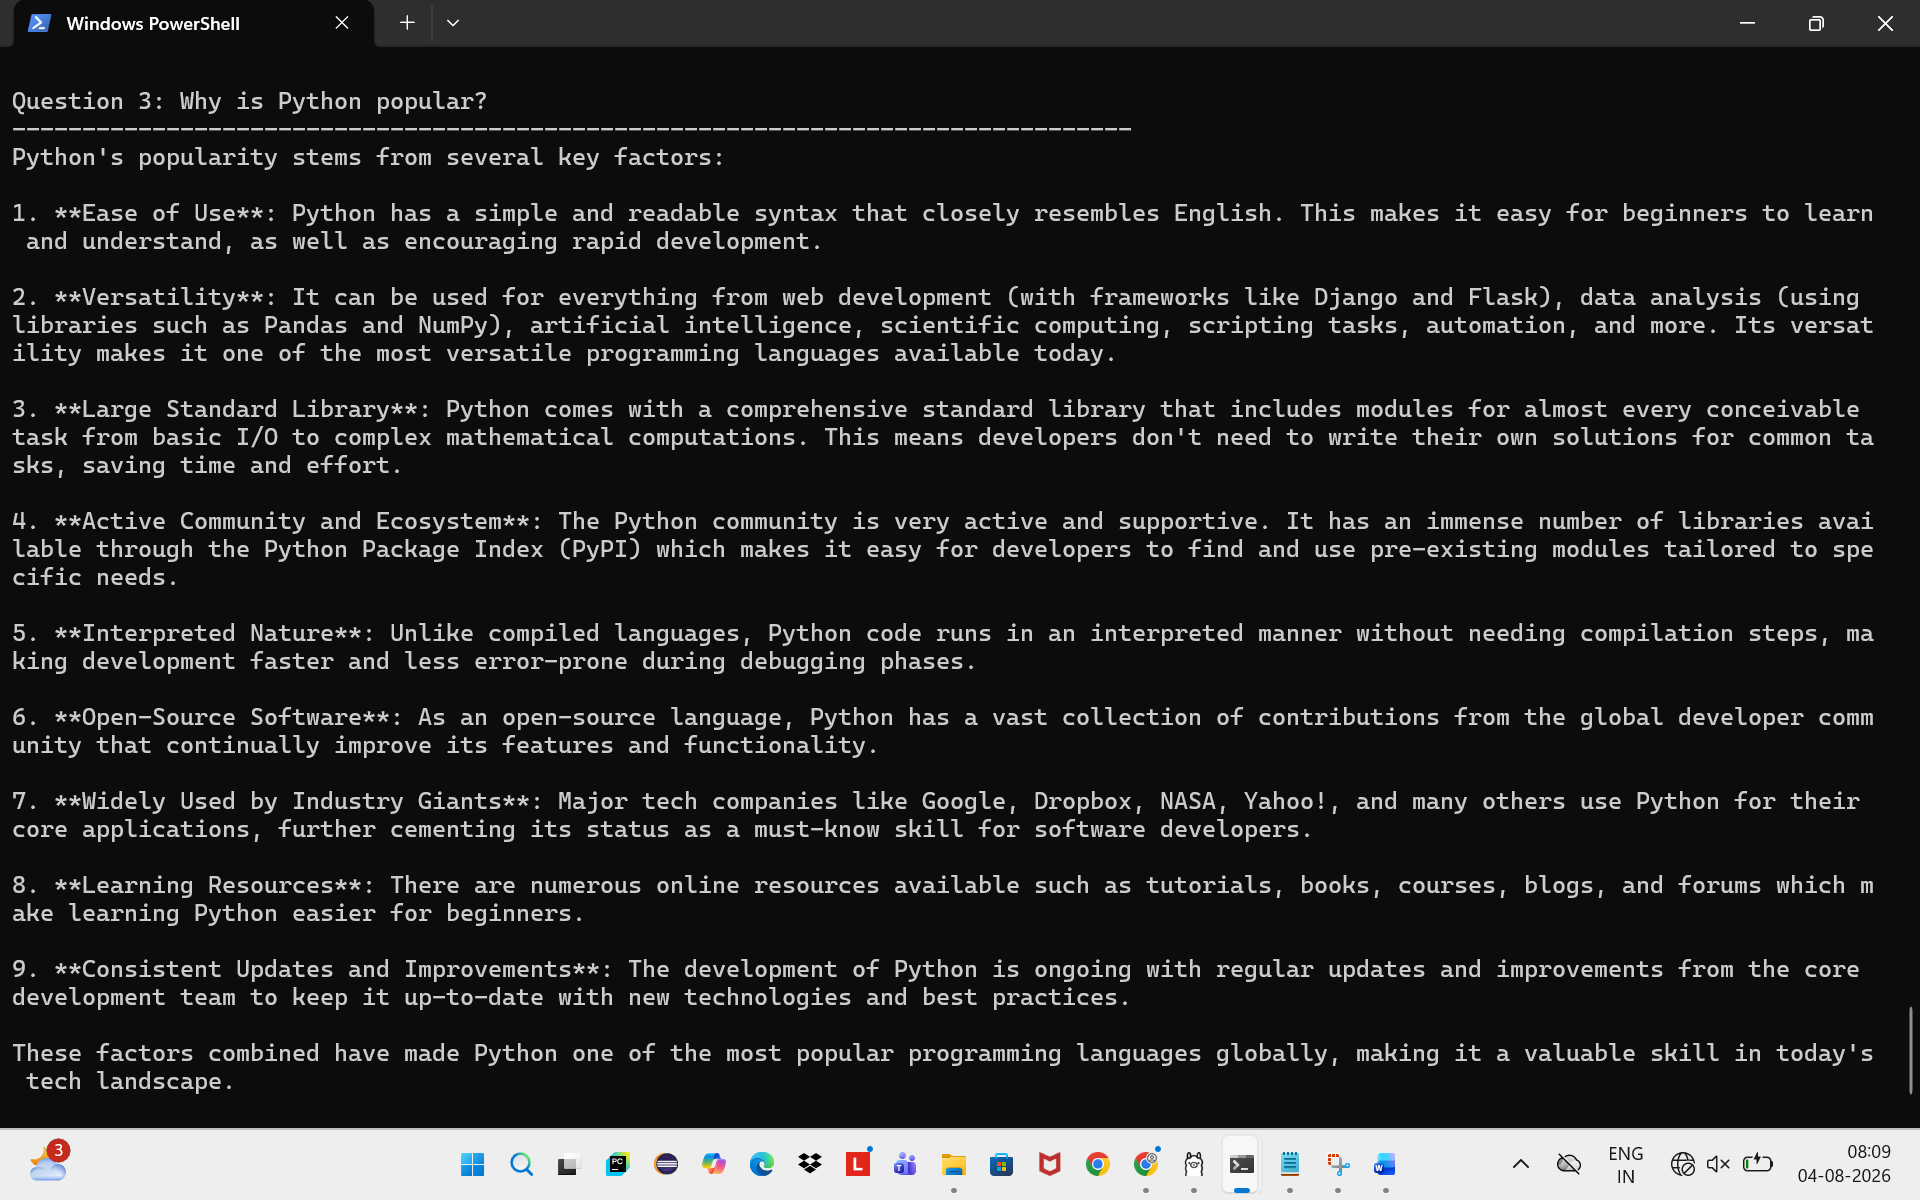 Windows PowerShell
Question 3: Why is Python popular?
--------------------------------------------------------------------------------
Python's popularity stems from several key factors:
1. **Ease of Use**: Python has a simple and readable syntax that closely resembles English. This makes it easy for beginners to learn
 and understand, as well as encouraging rapid development.
2. **Versatility**: It can be used for everything from web development (with frameworks like Django and Flask), data analysis (using
libraries such as Pandas and NumPy), artificial intelligence, scientific computing, scripting tasks, automation, and more. Its versat
ility makes it one of the most versatile programming languages available today.
3. **Large Standard Library**: Python comes with a comprehensive standard library that includes modules for almost every conceivable
task from basic I/O to complex mathematical computations. This means developers don't need to write their own solutions for common ta
sks, saving time and effort.
4. **Active Community and Ecosystem**: The Python community is very active and supportive. It has an immense number of libraries avai
lable through the Python Package Index (PyPI) which makes it easy for developers to find and use pre-existing modules tailored to spe
cific needs.
5. **Interpreted Nature**: Unlike compiled languages, Python code runs in an interpreted manner without needing compilation steps, ma
king development faster and less error-prone during debugging phases.
6. **Open-Source Software**: As an open-source language, Python has a vast collection of contributions from the global developer comm
unity that continually improve its features and functionality.
7. **Widely Used by Industry Giants**: Major tech companies like Google, Dropbox, NASA, Yahoo!, and many others use Python for their
core applications, further cementing its status as a must-know skill for software developers.
8. **Learning Resources**: There are numerous online resources available such as tutorials, books, courses, blogs, and forums which m
ake learning Python easier for beginners.
9. **Consistent Updates and Improvements**: The development of Python is ongoing with regular updates and improvements from the core
development team to keep it up-to-date with new technologies and best practices.
These factors combined have made Python one of the most popular programming languages globally, making it a valuable skill in today's
 tech landscape.
3
PC
L
T
W
ENG
IN
08:09
04-08-2026